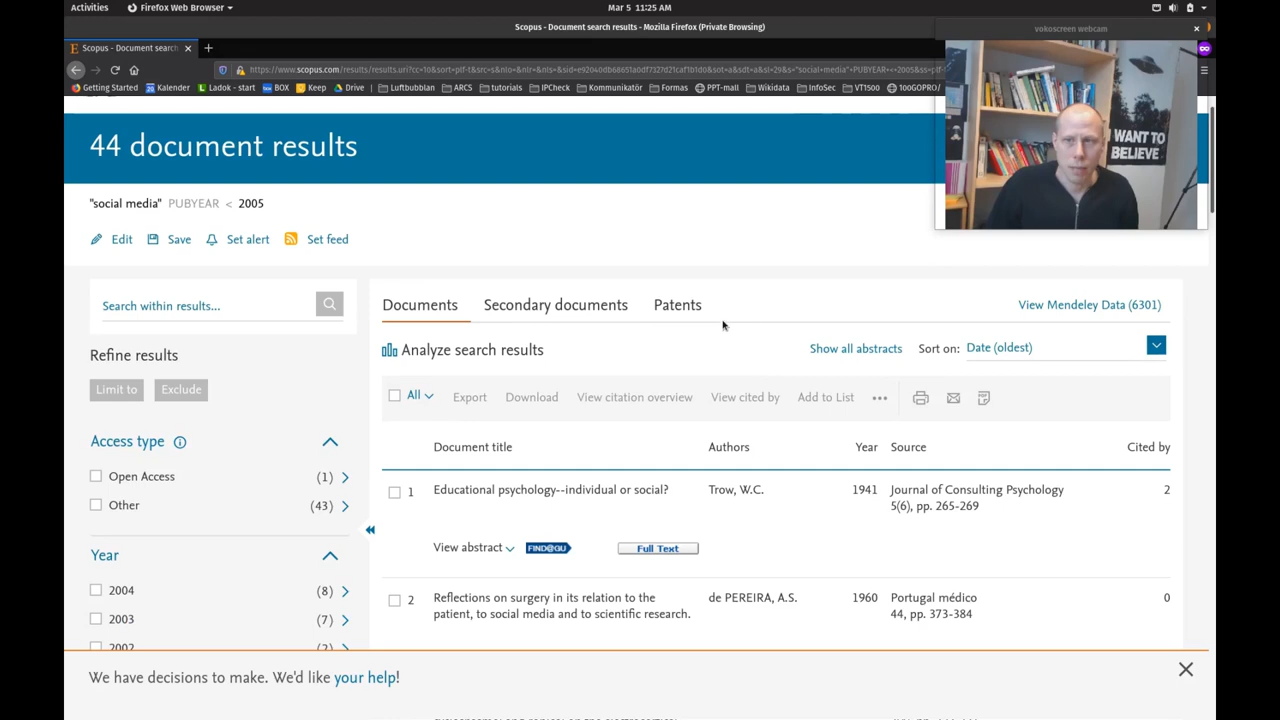 Activities
Firefox Web Browser
Mar 5 11:25 AM
Scopus - Document search results - Mozilla Firefox (Private Browsing)
vokoscreen webcam
Scopus - Document search
Getting Started
Kalender
Ladok - start
BOX
Keep
Drive
Luftbubblan
ARCS
tutorials
IPCheck
Kommunikatör
Formas
PPT-mall
Wikidata
InfoSec
VT1500
100GOPRO/
I WANT TO
BELIEVE
44 document results
"social media" PUBYEAR < 2005
Edit
Save
Set alert
Set feed
Search within results...
Documents
Secondary documents
Patents
View Mendeley Data (6301)
Refine results
Analyze search results
Show all abstracts
Sort on:
Date (oldest)
Limit to
Exclude
All
Export
Download
View citation overview
View cited by
Add to List
Access type
Open Access (1)
Other (43)
Document title
Authors
Year
Source
Cited by
1
Educational psychology--individual or social?
Trow, W.C.
1941
Journal of Consulting Psychology
5(6), pp. 265-269
2
View abstract
FIND@GU
Full Text
Year
2004 (8)
2003 (7)
2002 (2)
2
Reflections on surgery in its relation to the
patient, to social media and to scientific research.
de PEREIRA, A.S.
1960
Portugal médico
44, pp. 373-384
0
We have decisions to make. We'd like your help!